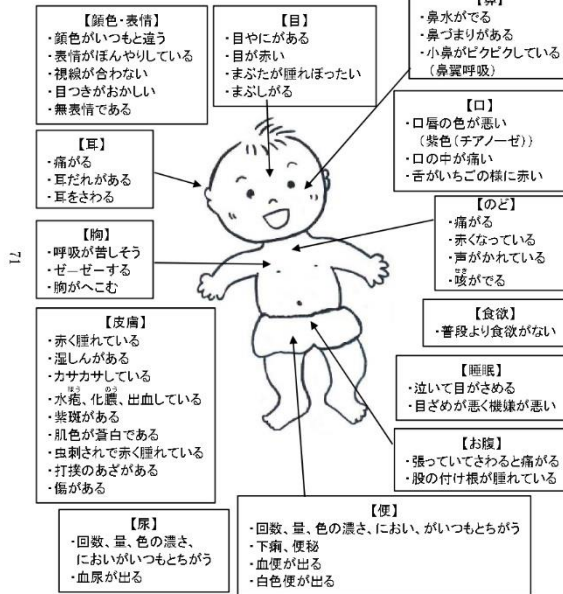 【顔色・表情】
・顔色がいつもと違う
・表情がぼんやりしている
・視線が合わない
・目つきがおかしい
・無表情である
【目】
・目やにがある
・目が赤い
・まぶたが腫れぼったい
・まぶしがる
【鼻】
・鼻水がでる
・鼻づまりがある
・小鼻がピクピクしている
（鼻翼呼吸）
【耳】
・痛がる
・耳だれがある
・耳をさわる
【口】
・口唇の色が悪い
（紫色（チアノーゼ））
・口の中が痛い
・舌がいちごの様に赤い
【のど】
・痛がる
・赤くなっている
・声がかれている
・咳がでる
【胸】
・呼吸が苦しそう
・ゼーゼーする
・胸がへこむ
71
【食欲】
・普段より食欲がない
【皮膚】
・赤く腫れている
・湿しんがある
・カサカサしている
・水疱、化膿、出血している
・紫斑がある
・肌色が蒼白である
・虫刺されで赤く腫れている
・打撲のあざがある
・傷がある
【睡眠】
・泣いて目がさめる
・目ざめが悪く機嫌が悪い
【お腹】
・張っていてさわると痛がる
・股の付け根が腫れている
【尿】
・回数、量、色の濃さ、
においがいつもとちがう
・血尿が出る
【便】
・回数、量、色の濃さ、におい、がいつもとちがう
・下痢、便秘
・血便が出る
・白色便が出る